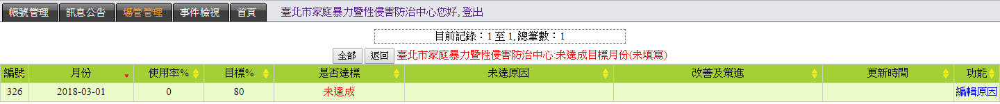 帳號管理 訊息公告 場管管理 事件檢視 首頁 臺北市家庭暴力暨性侵害防治中心您好, 登出
目前記錄：1 至 1, 總筆數：1
全部 返回 臺北市家庭暴力暨性侵害防治中心:未達成目標月份(未填寫)
編號 月份 使用率% 目標% 是否達標 未達原因 改善及策進 更新時間 功能
326 2018-03-01 0 80 未達成 編輯原因